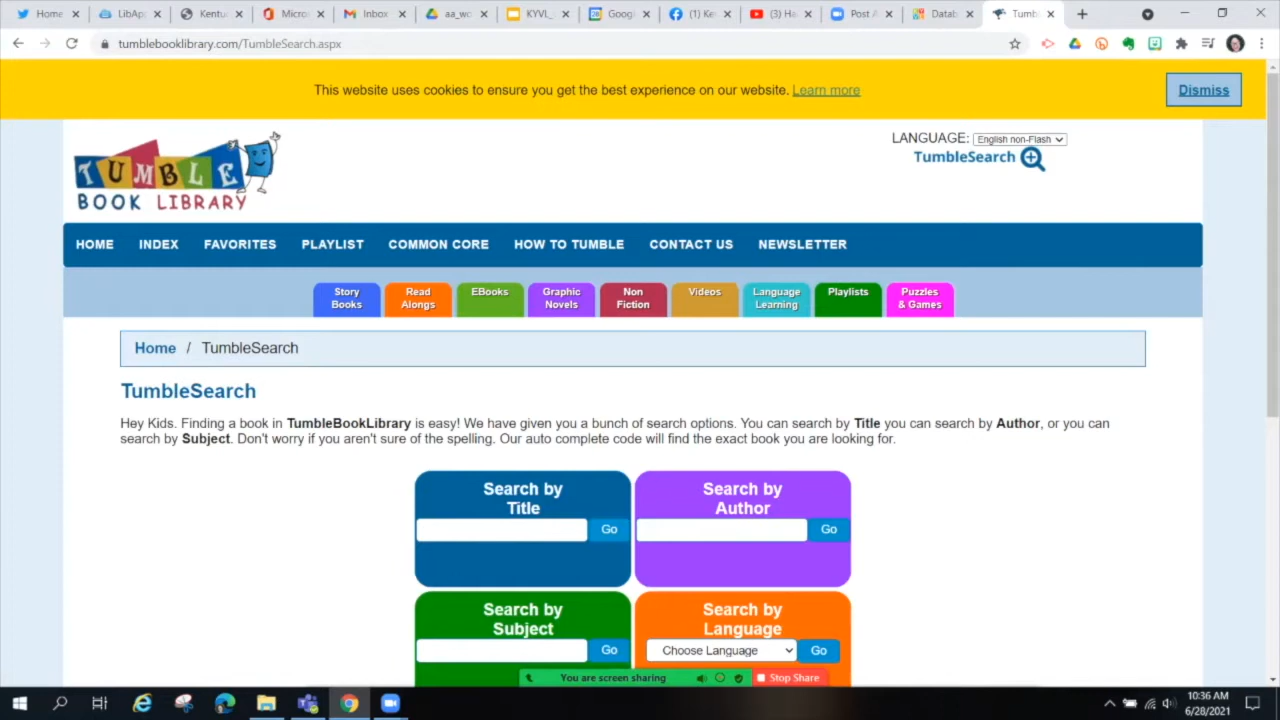 Home
LibAp
Kentu
Micros
Inbox
aa_wo
KYVL_
Googl
(1) Ke
(3) Ha
Post A
Datab
Tumb
tumblebooklibrary.com/TumbleSearch.aspx
This website uses cookies to ensure you get the best experience on our website. Learn more
Dismiss
TUMBLE
BOOK LIBRARY
LANGUAGE: English non-Flash
TumbleSearch
HOME INDEX FAVORITES PLAYLIST COMMON CORE HOW TO TUMBLE CONTACT US NEWSLETTER
Story
Books
Read
Alongs
EBooks
Graphic
Novels
Non
Fiction
Videos
Language
Learning
Playlists
Puzzles
& Games
Home / TumbleSearch
TumbleSearch
Hey Kids. Finding a book in TumbleBookLibrary is easy! We have given you a bunch of search options. You can search by Title you can search by Author, or you can
search by Subject. Don't worry if you aren't sure of the spelling. Our auto complete code will find the exact book you are looking for.
Search by
Title
Go
Search by
Author
Go
Search by
Subject
Go
Search by
Language
Choose Language
Go
You are screen sharing
Stop Share
10:36 AM
6/28/2021